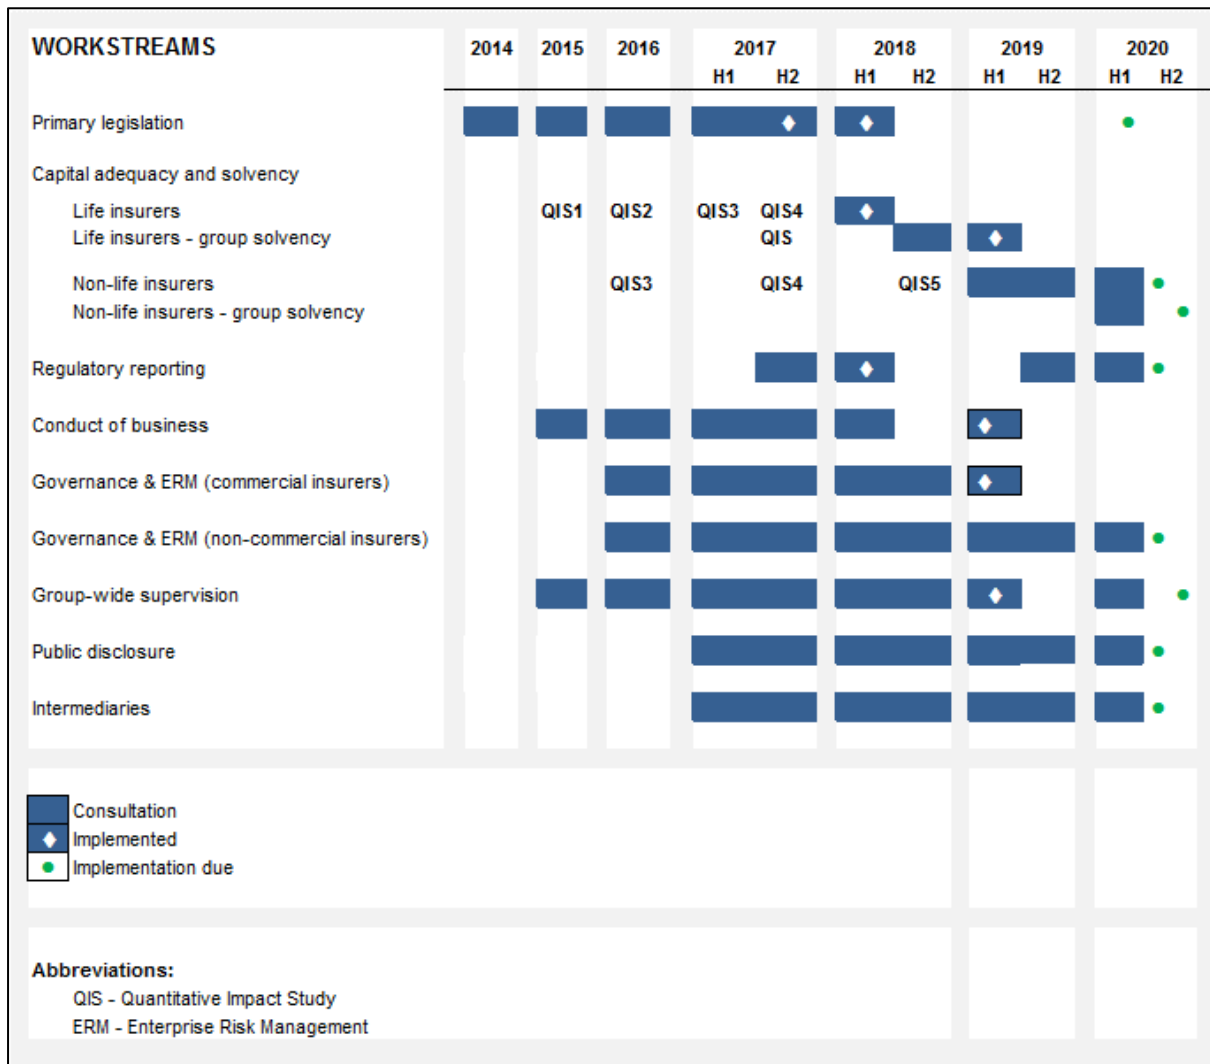 WORKSTREAMS 2014 2015 2016 2017 2018 2019 2020
H1 H2 H1 H2 H1 H2 H1 H2
Primary legislation
Capital adequacy and solvency
Life insurers QIS1 QIS2 QIS3 QIS4
Life insurers - group solvency QIS
Non-life insurers QIS3 QIS4 QIS5
Non-life insurers - group solvency
Regulatory reporting
Conduct of business
Governance & ERM (commercial insurers)
Governance & ERM (non-commercial insurers)
Group-wide supervision
Public disclosure
Intermediaries
Consultation
Implemented
Implementation due
Abbreviations:
QIS - Quantitative Impact Study
ERM - Enterprise Risk Management